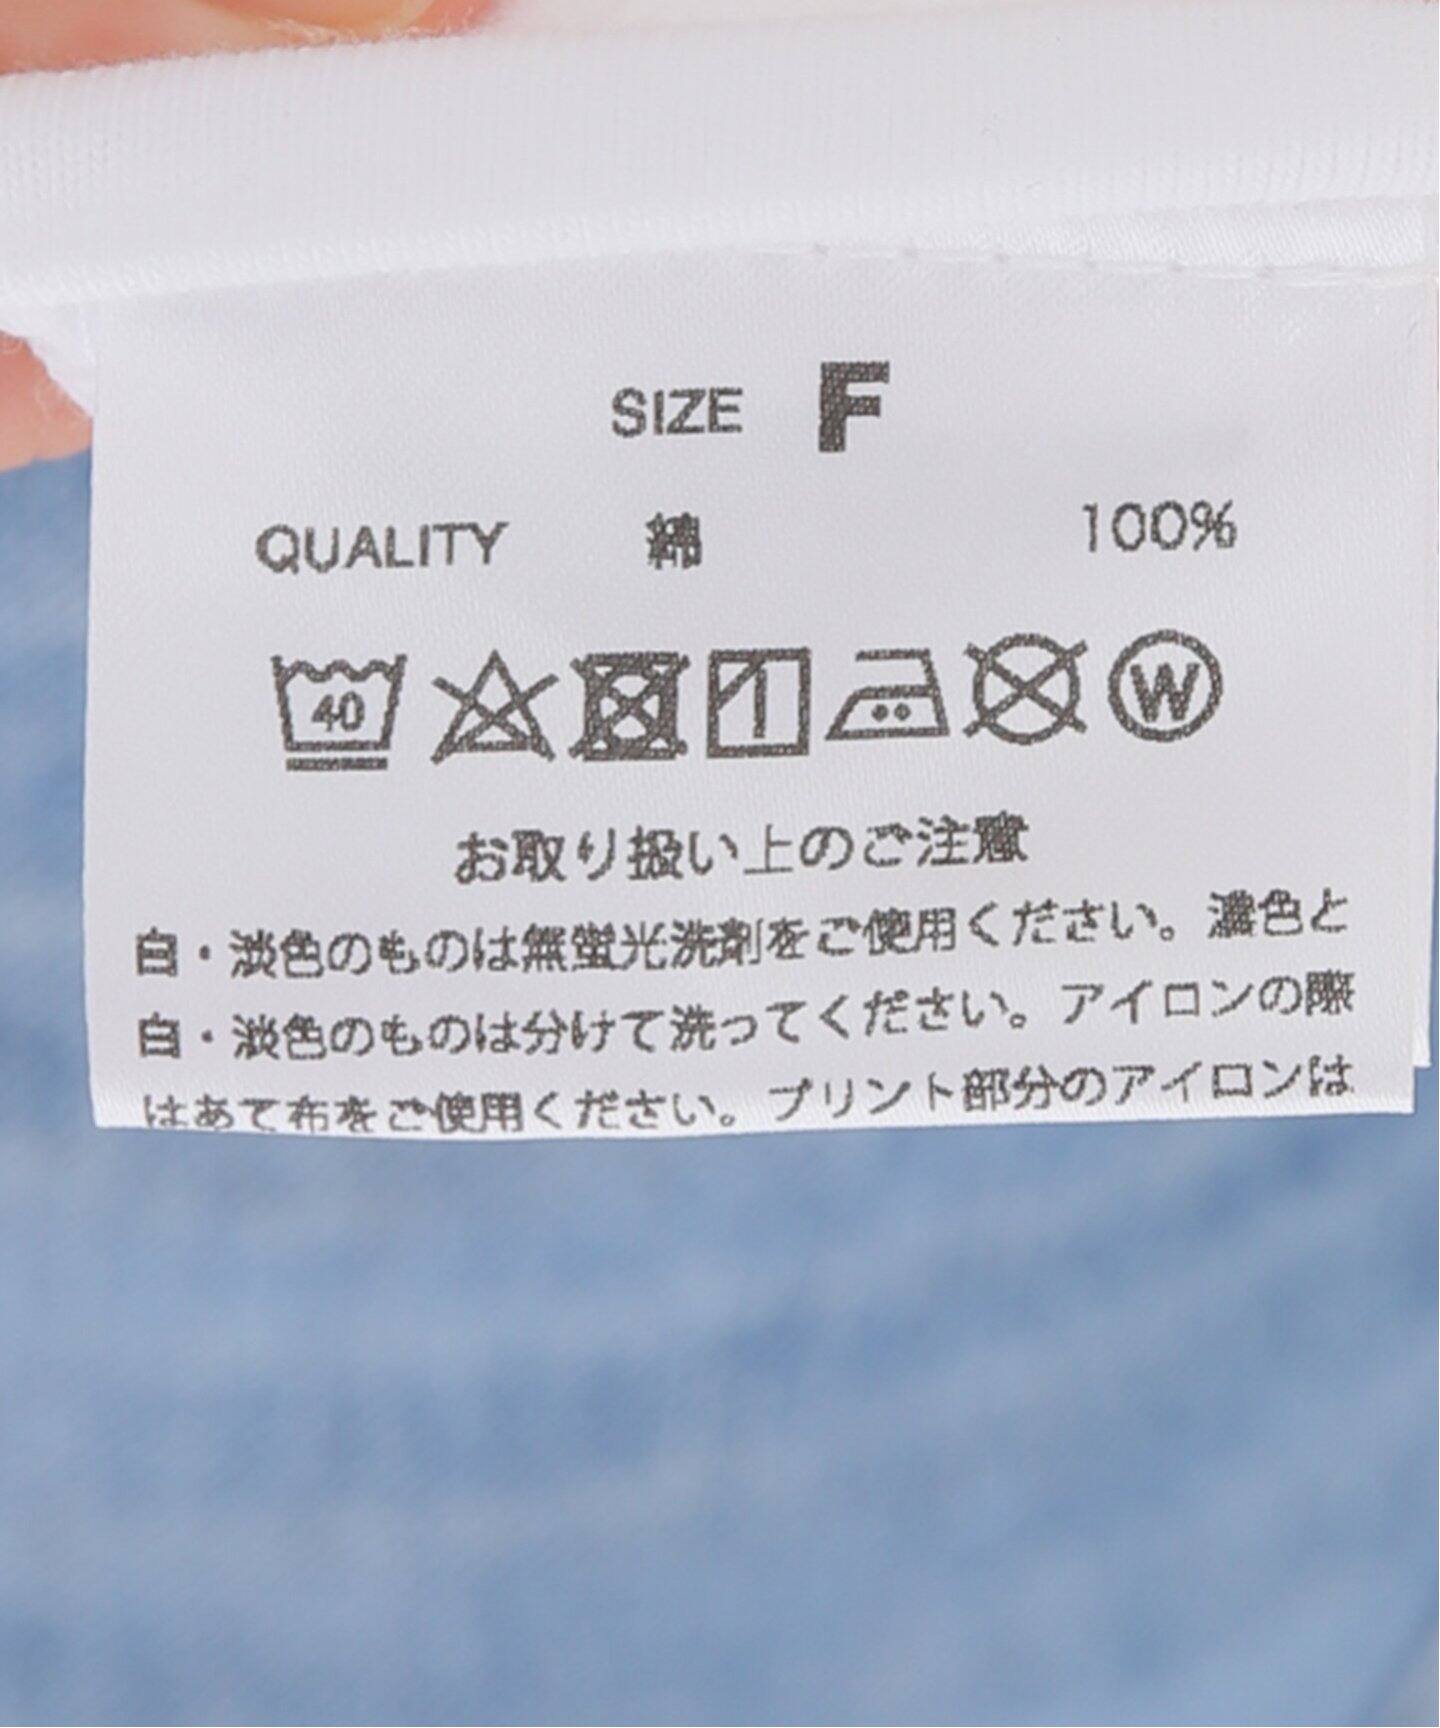 SIZE F
QUALITY 綿 100%
40
W
お取り扱い上のご注意
白・淡色のものは無蛍光洗剤をご使用ください。濃色と
白・淡色のものは分けて洗ってください。アイロンの際
はあて布をご使用ください。プリント部分のアイロンは